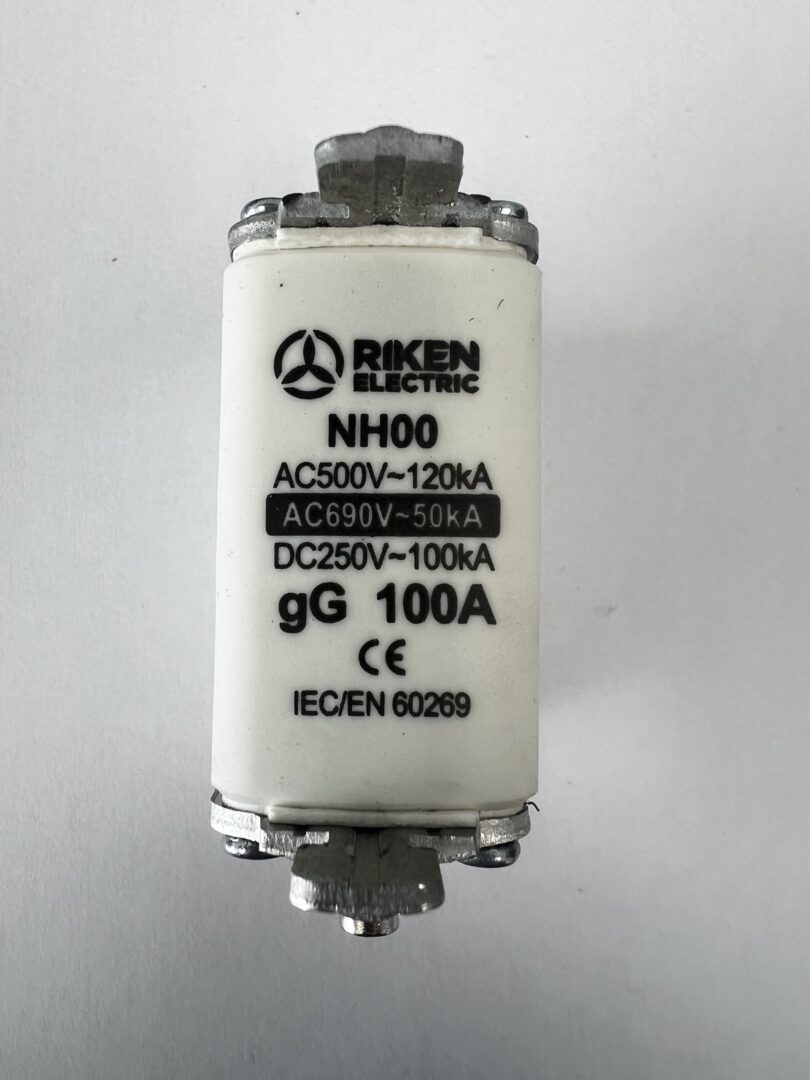 RIKEN
ELECTRIC
NH00
AC500V~120kA
AC690V~50kA
DC250V~100kA
gG 100A
CE
IEC/EN 60269